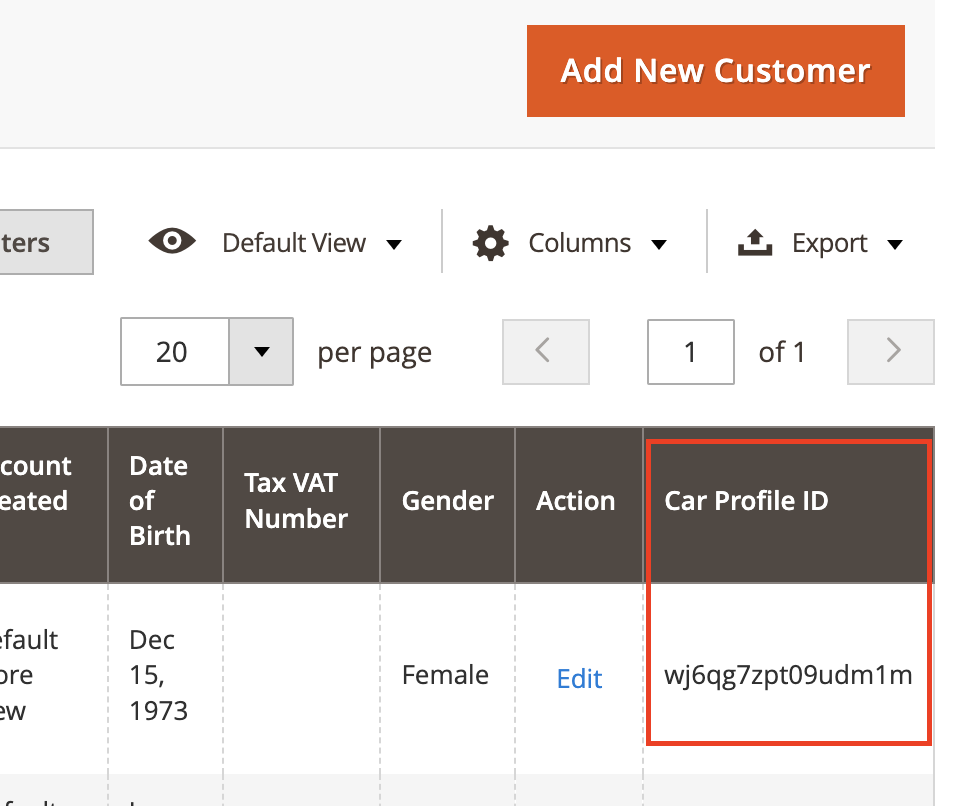 Add New Customer
ters
Default View
Columns
Export
20
per page
1
of 1
count
eated
Date
of
Birth
Tax VAT
Number
Gender
Action
Car Profile ID
efault
ore
ew
Dec
15,
1973
Female
Edit
wj6qg7zpt09udm1m